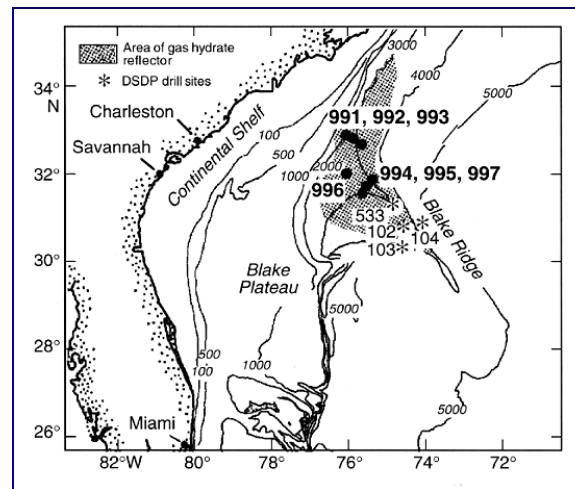 Area of gas hydrate
reflector
* DSDP drill sites
34°
N
32°
30°
28°
26°
Charleston
Savannah
Continental Shelf
100
500
1000
2000
3000
4000
5000
991, 992, 993
994, 995, 997
996
533
102
104
103
Blake Ridge
Blake
Plateau
5000
500
100
1000
5000
Miami
82°W
80°
78°
76°
74°
72°